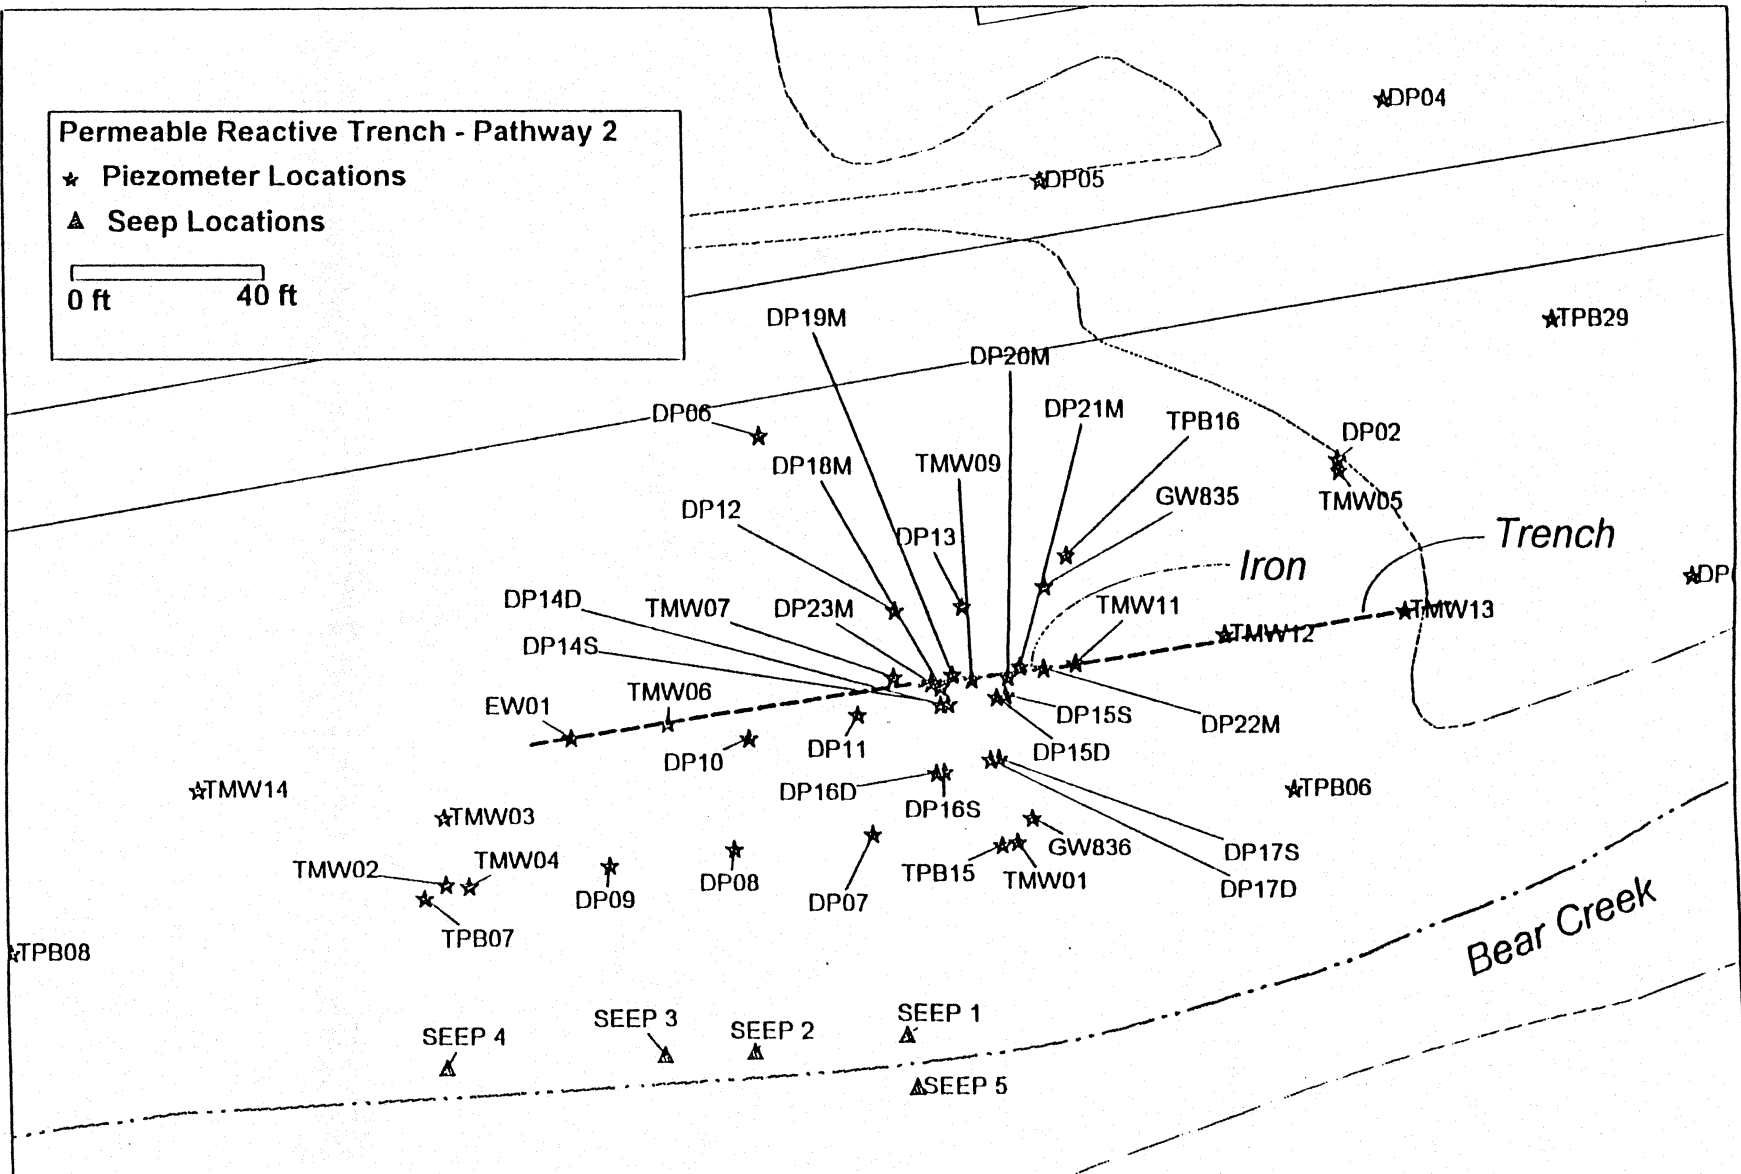 DP04
Permeable Reactive Trench - Pathway 2
Piezometer Locations
DP05
Seep Locations
0 ft 40 ft
DP19M
TPB29
DP20M
DP06
DP21M
TPB16
DP02
DP18M
TMW09
GW835
TMW05
DP12
DP13
Trench
Iron
DP
DP14D
TMW07
DP23M
TMW11
TMW13
TMW12
DP14S
TMW06
EW01
DP15S
DP22M
DP11
DP15D
DP10
TMW14
DP16D
TPB06
DP16S
TMW03
TMW02
TMW04
GW836
DP17S
DP09
DP08
TPB15
TMW01
DP17D
DP07
Bear Creek
TPB07
TPB08
SEEP 4
SEEP 3
SEEP 2
SEEP 1
SEEP 5